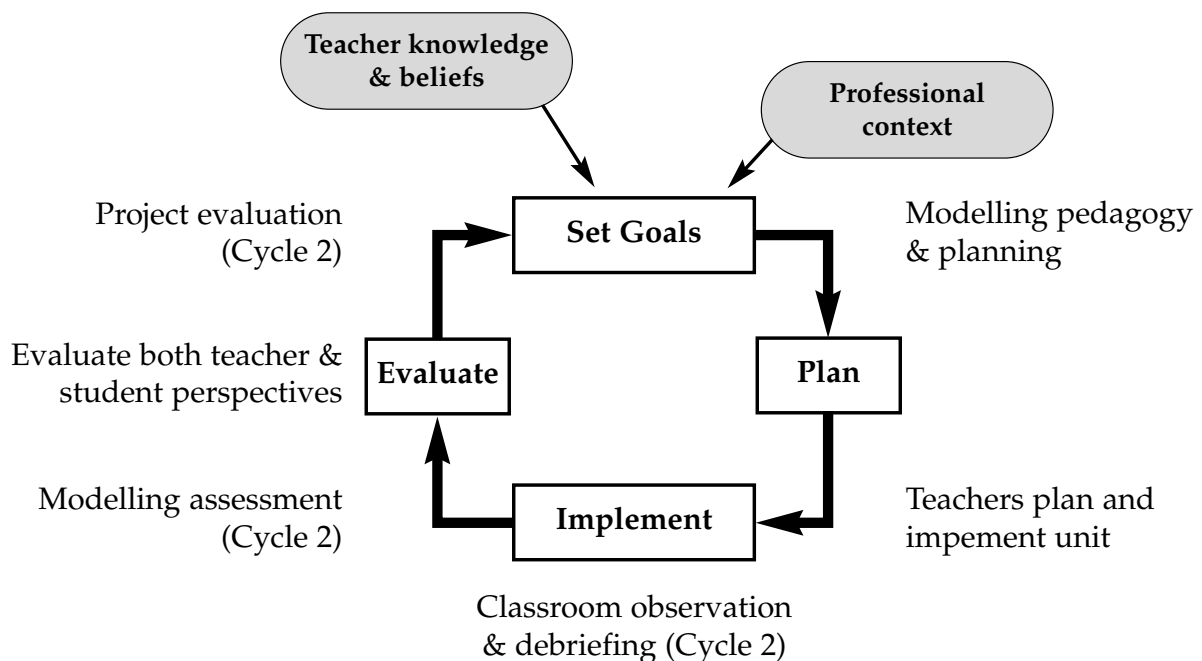 Teacher knowledge
& beliefs
Professional
context
Project evaluation
(Cycle 2)
Set Goals
Modelling pedagogy
& planning
Evaluate both teacher &
student perspectives
Evaluate
Plan
Modelling assessment
(Cycle 2)
Implement
Teachers plan and
impement unit
Classroom observation
& debriefing (Cycle 2)